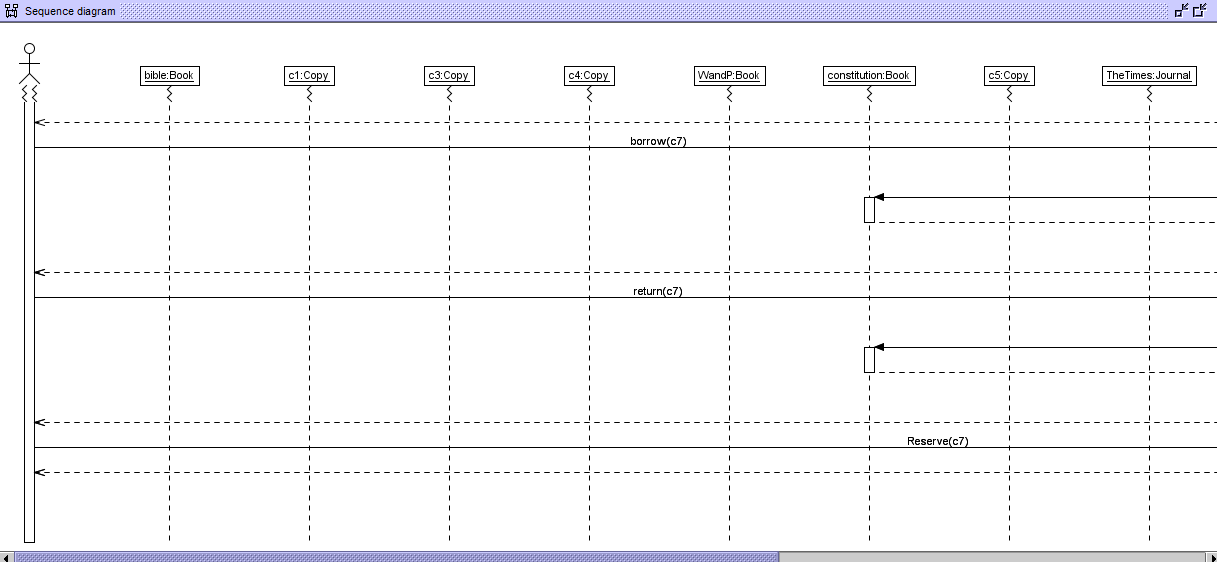 Sequence diagram
bible:Book
c1:Copy
c3:Copy
c4:Copy
WandP:Book
constitution:Book
c5:Copy
TheTimes:Journal
borrow(c7)
return(c7)
Reserve(c7)